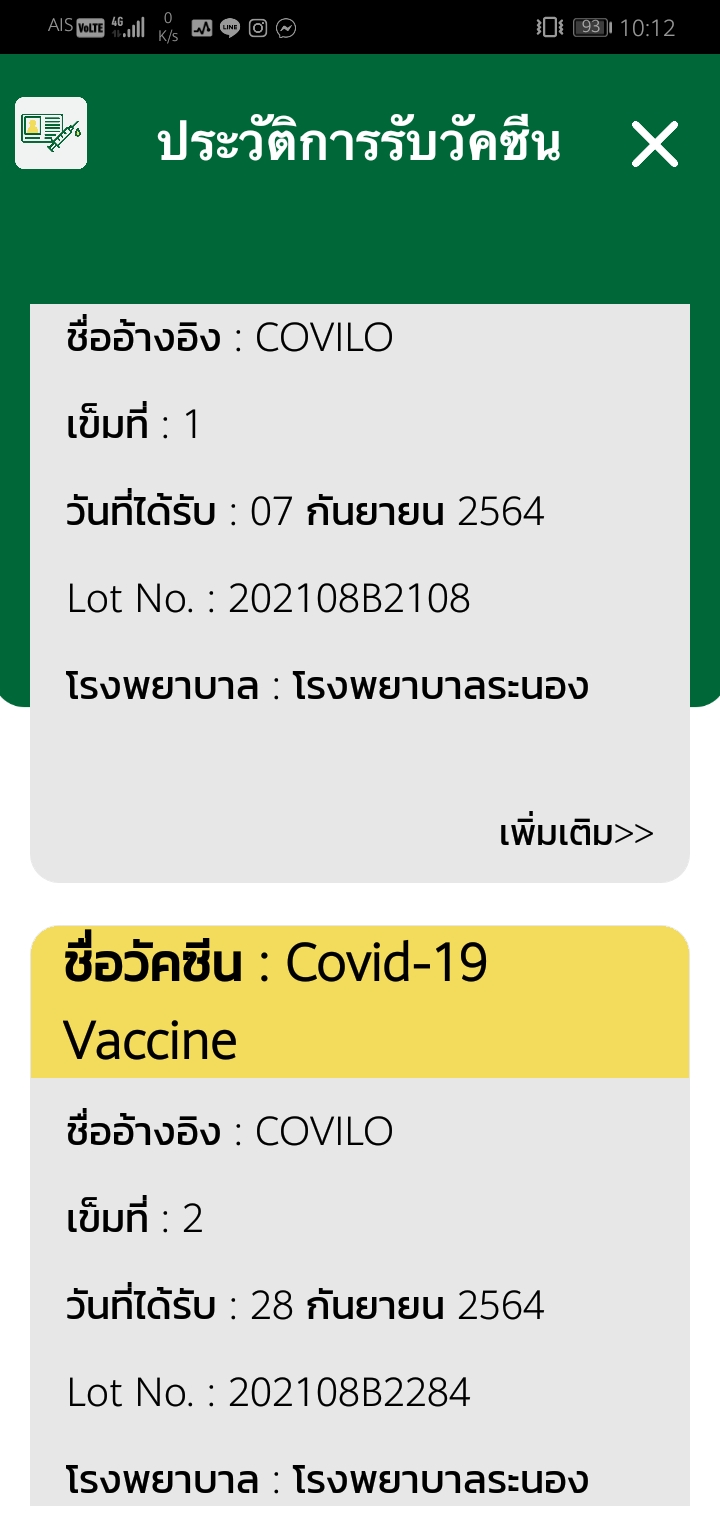 AIS VoLTE 4G 0 K/s LINE 93 10:12
ประวัติการรับวัคซีน
ชื่ออ้างอิง : COVILO
เข็มที่ : 1
วันที่ได้รับ : 07 กันยายน 2564
Lot No. : 202108B2108
โรงพยาบาล : โรงพยาบาลระนอง
เพิ่มเติม>>
ชื่อวัคซีน : Covid-19
Vaccine
ชื่ออ้างอิง : COVILO
เข็มที่ : 2
วันที่ได้รับ : 28 กันยายน 2564
Lot No. : 202108B2284
โรงพยาบาล : โรงพยาบาลระนอง